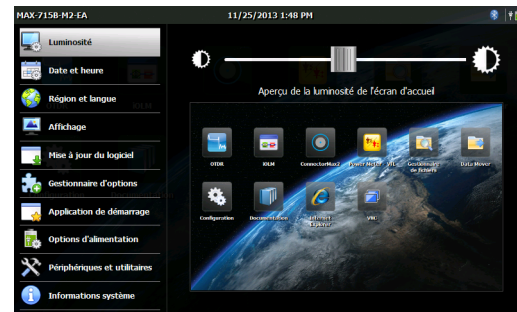 MAX-715B-M2-EA 11/25/2013 1:48 PM
Luminosité
Date et heure
Région et langue
Affichage
Mise à jour du logiciel
Gestionnaire d'options
Application de démarrage
Options d'alimentation
Périphériques et utilitaires
Informations système
Aperçu de la luminosité de l'écran d'accueil
OTDR iOLM ConnectorMax2 Power Meter - VFL Gestionnaire Data Mover
de fichiers
Configuration Documentation Internet VNC
Explorer